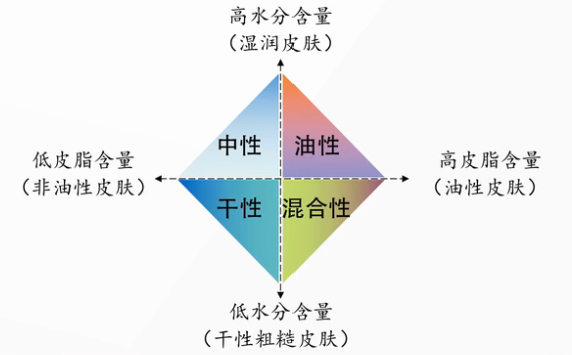 高水分含量
（湿润皮肤）
中性 油性
低皮脂含量
（非油性皮肤）
高皮脂含量
（油性皮肤）
干性 混合性
低水分含量
（干性粗糙皮肤）